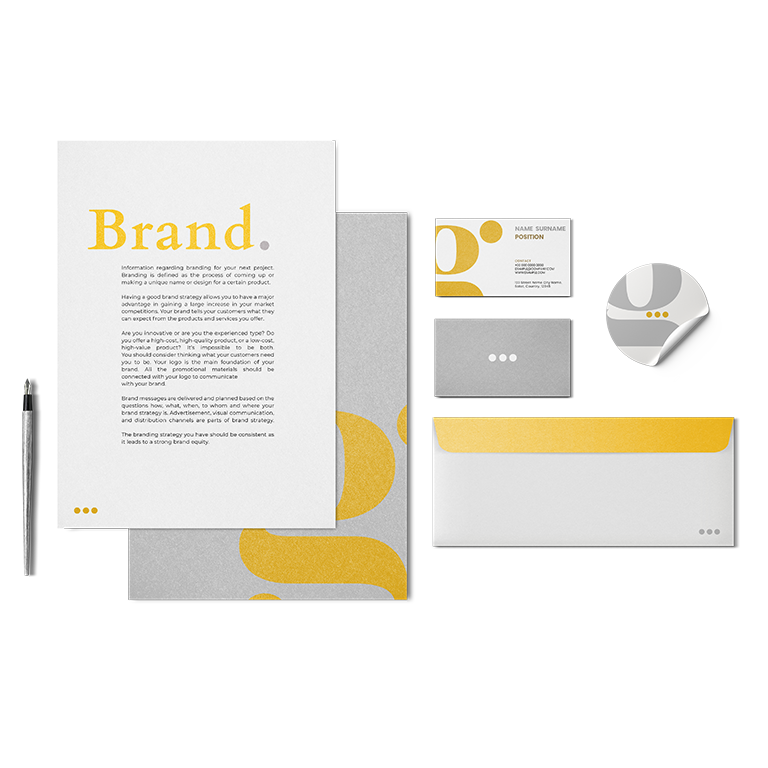 Brand.
Information regarding branding for your next project.
Branding is defined as the process of coming up or
making a unique name or design for a certain product.
Having a good brand strategy allows you to have a major
advantage in gaining a large increase in your market
competitions. Your brand tells your customers what they
can expect from the products and services you offer.
Are you innovative or are you the experienced type? Do
you offer a high-cost, high-quality product, or a low-cost,
high-value product? It's impossible to be both.
You should consider thinking what your customers need
you to be. Your logo is the main foundation of your
brand. All the promotional materials should be
connected with your logo to communicate
with your brand.
Brand messages are delivered and planned based on the
questions how, what, when, to whom and where your
brand strategy is. Advertisement, visual communication,
and distribution channels are parts of brand strategy.
The branding strategy you have should be consistent as
it leads to a strong brand equity.
g
NAME SURNAME
POSITION
CONTACT
123 Street Name, City Name,
State, Country, 12345